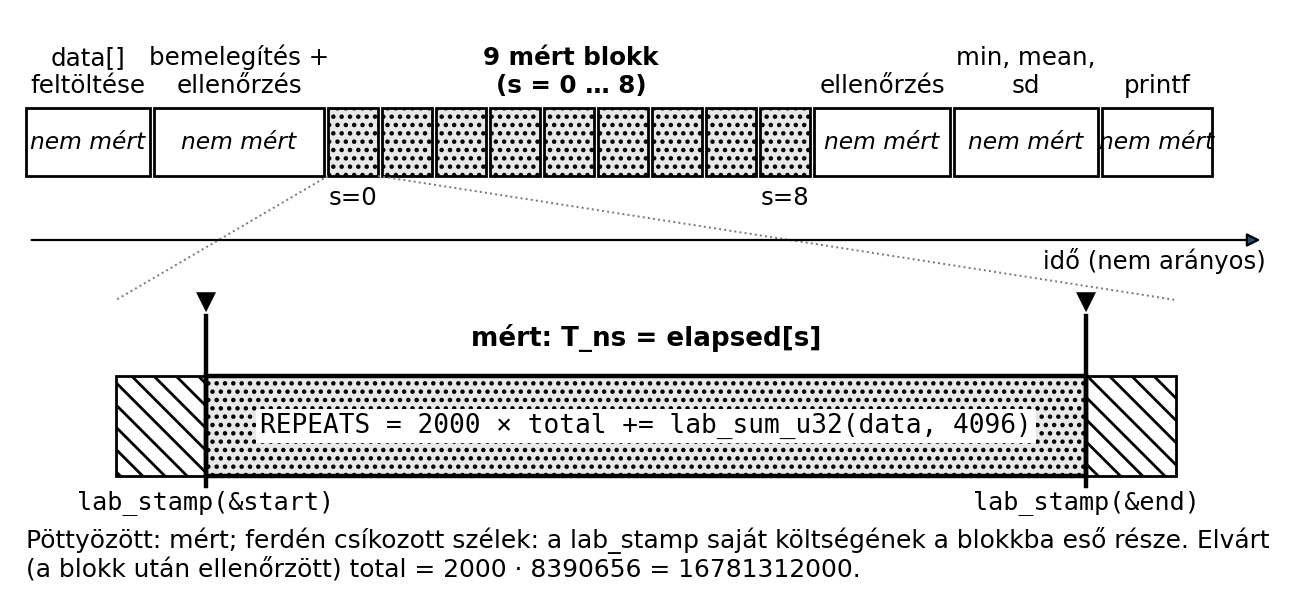 data[]
feltöltése
bemelegítés +
ellenőrzés
9 mért blokk
(s = 0 … 8)
ellenőrzés
min, mean,
sd
printf
nem mért
nem mért
nem mért
nem mért
nem mért
s=0
s=8
idő (nem arányos)
mért: T_ns = elapsed[s]
REPEATS = 2000 × total += lab_sum_u32(data, 4096)
lab_stamp(&start)
lab_stamp(&end)
Pöttyözött: mért; ferdén csíkozott szélek: a lab_stamp saját költségének a blokkba eső része. Elvárt
(a blokk után ellenőrzött) total = 2000 · 8390656 = 16781312000.